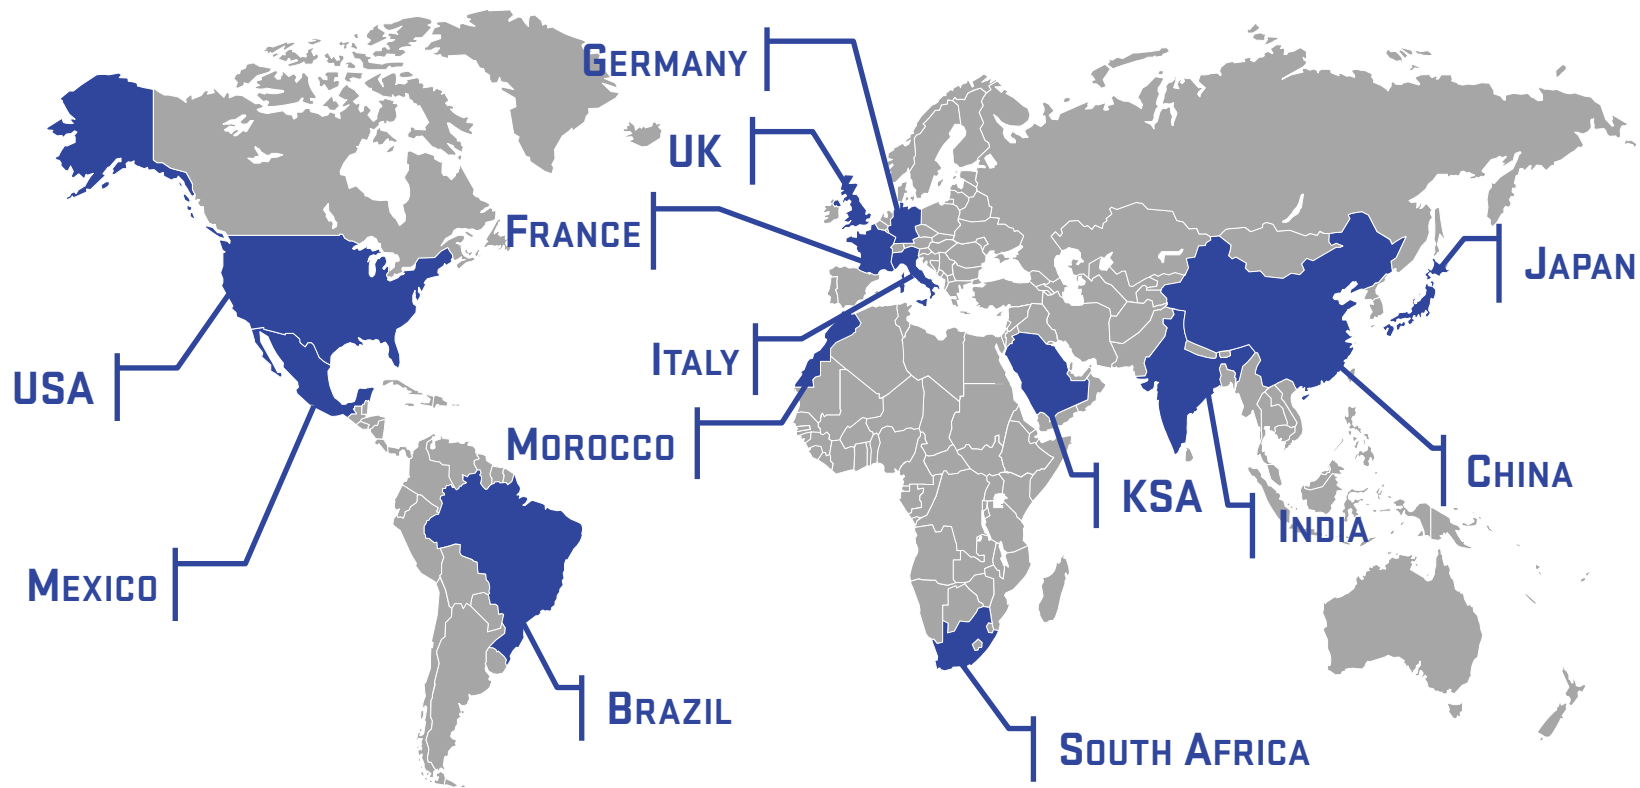 Germany
UK
France
Japan
Italy
USA
Morocco
China
KSA
India
Mexico
Brazil
South Africa